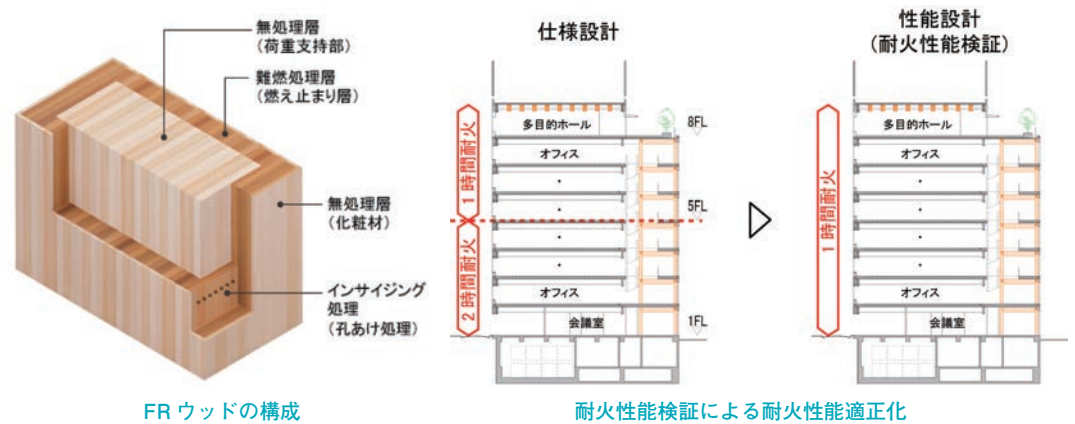 無処理層
(荷重支持部)
難燃処理層
(燃え止まり層)
無処理層
(化粧材)
インサイジング
処理
(孔あけ処理)
FR ウッドの構成
仕様設計
1時間耐火
2時間耐火
多目的ホール
8FL
オフィス
5FL
オフィス
会議室
1FL
性能設計
(耐火性能検証)
1時間耐火
多目的ホール
オフィス
オフィス
会議室
耐火性能検証による耐火性能適正化